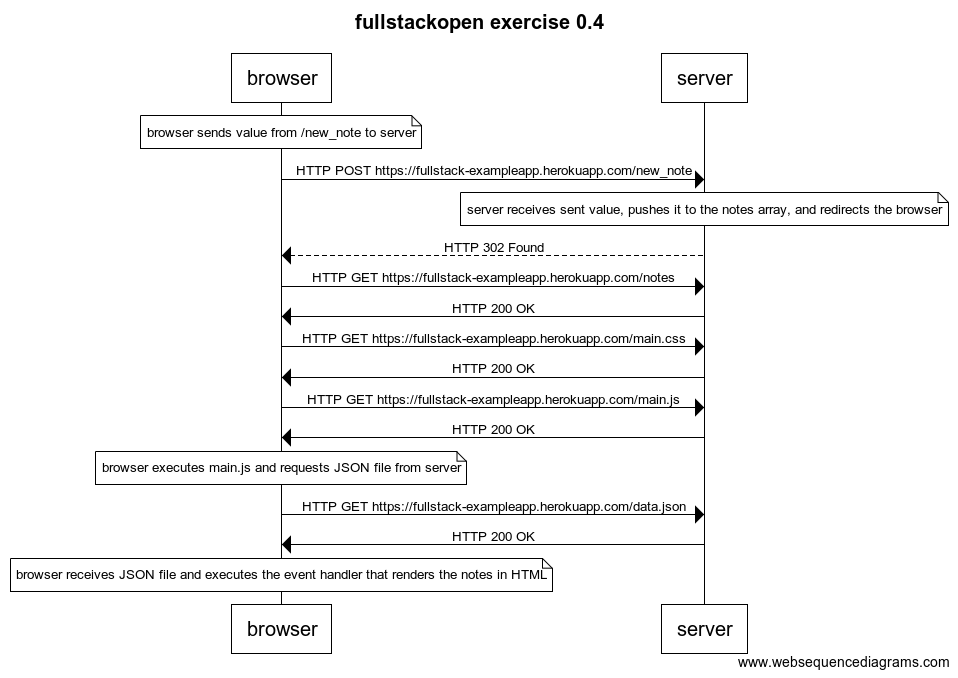 fullstackopen exercise 0.4
browser
server
browser sends value from /new_note to server
HTTP POST https://fullstack-exampleapp.herokuapp.com/new_note
server receives sent value, pushes it to the notes array, and redirects the browser
HTTP 302 Found
HTTP GET https://fullstack-exampleapp.herokuapp.com/notes
HTTP 200 OK
HTTP GET https://fullstack-exampleapp.herokuapp.com/main.css
HTTP 200 OK
HTTP GET https://fullstack-exampleapp.herokuapp.com/main.js
HTTP 200 OK
browser executes main.js and requests JSON file from server
HTTP GET https://fullstack-exampleapp.herokuapp.com/data.json
HTTP 200 OK
browser receives JSON file and executes the event handler that renders the notes in HTML
browser
server
www.websequencediagrams.com